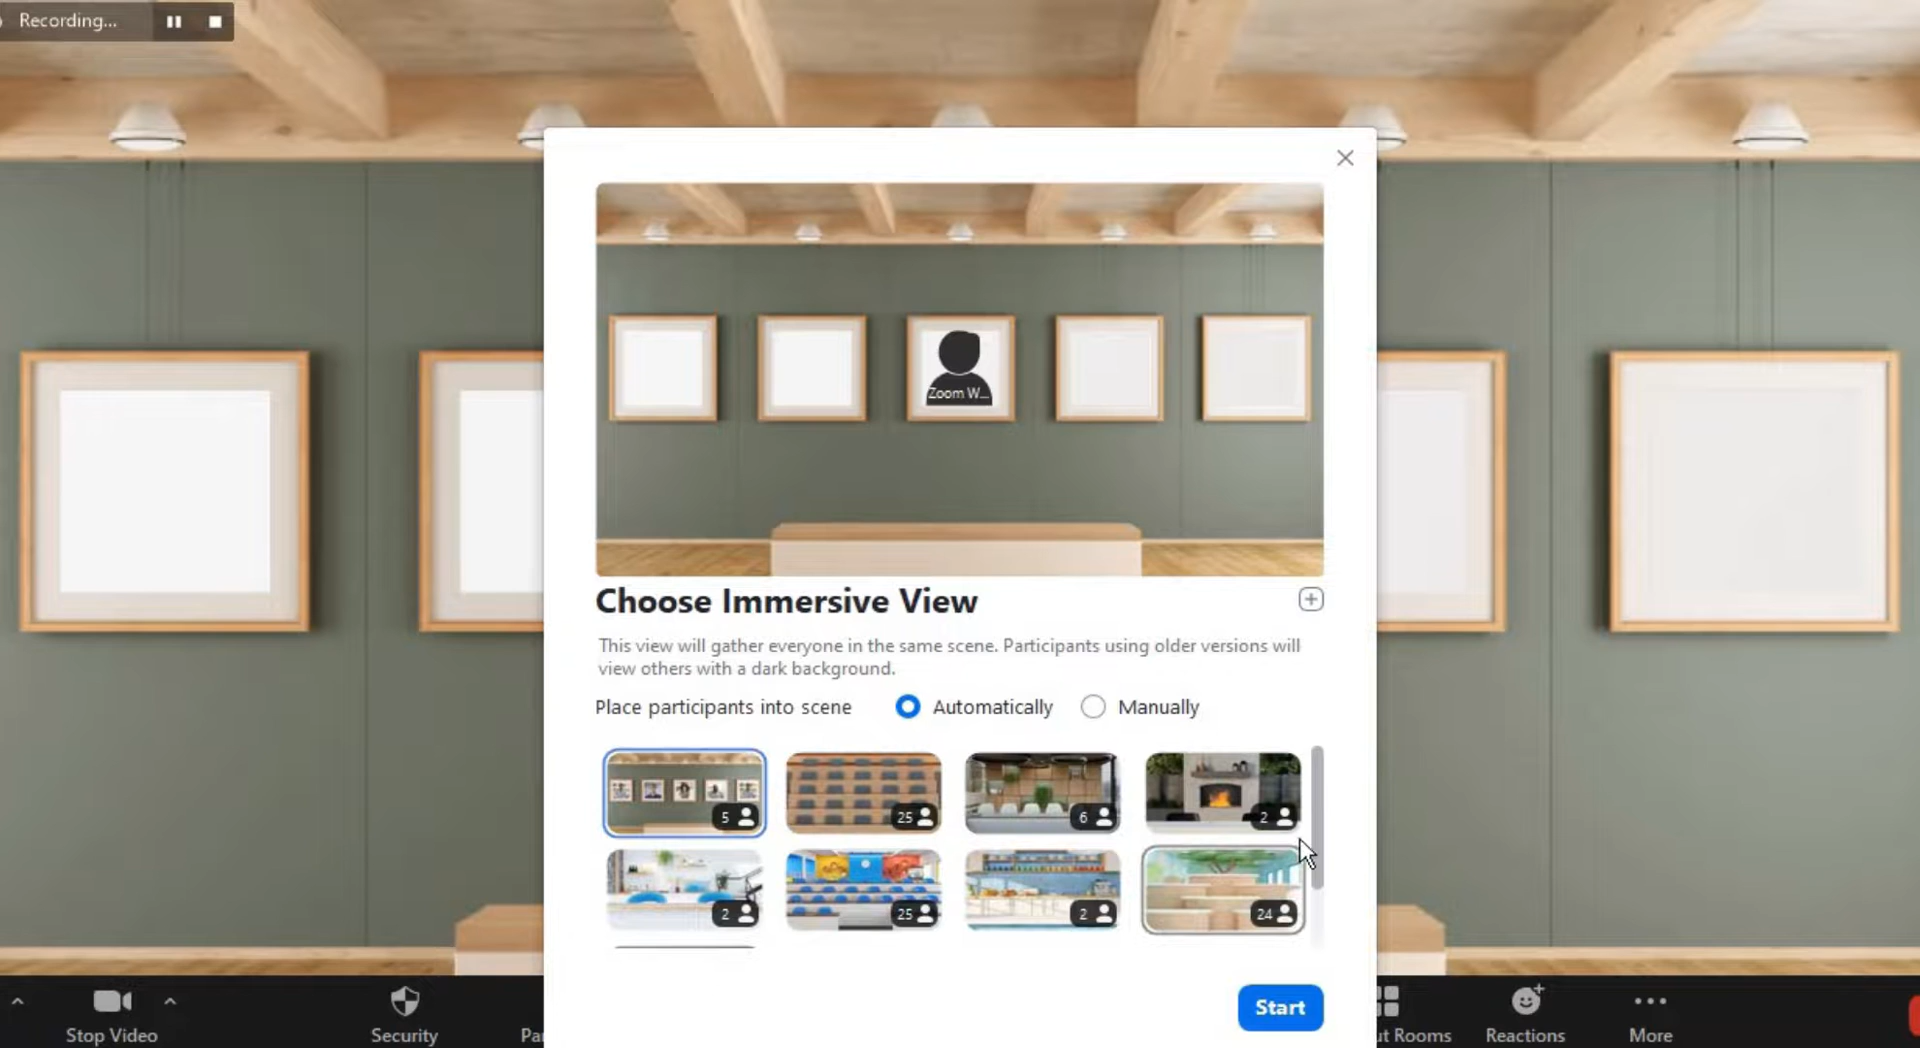 Recording...
Zoom W...
Choose Immersive View
This view will gather everyone in the same scene. Participants using older versions will
view others with a dark background.
Place participants into scene
Automatically
Manually
5
25
6
2
2
25
2
24
Start
Stop Video
Security
Pa
ut Rooms
Reactions
More